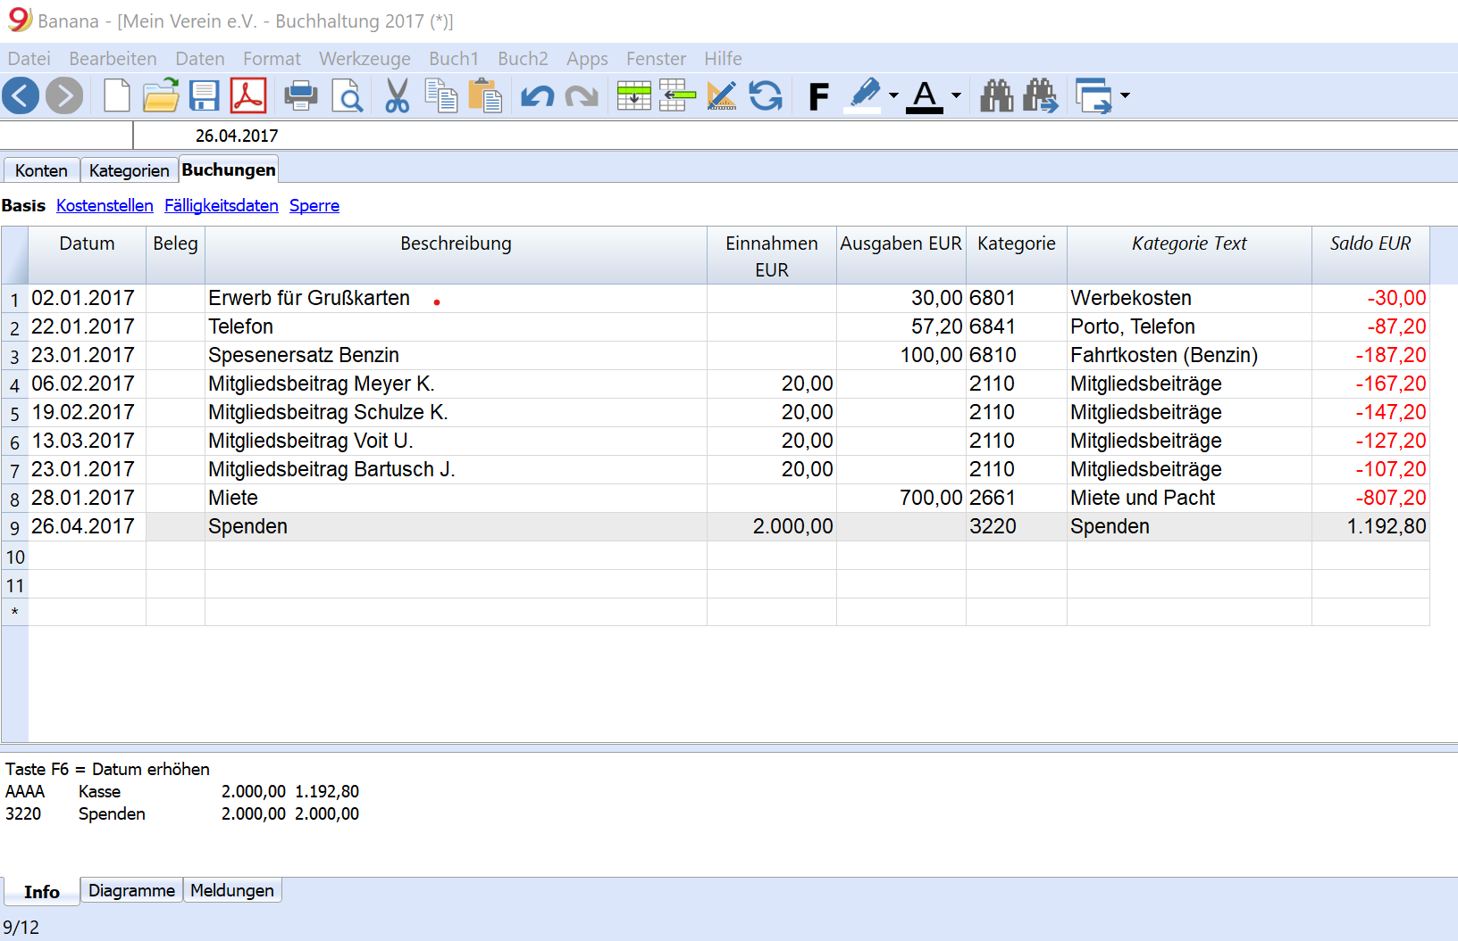 Banana - [Mein Verein e.V. - Buchhaltung 2017 (*)]
Datei Bearbeiten Daten Format Werkzeuge Buch1 Buch2 Apps Fenster Hilfe
F A
26.04.2017
Konten Kategorien Buchungen
Basis Kostenstellen Fälligkeitsdaten Sperre
Datum Beleg Beschreibung Einnahmen EUR Ausgaben EUR Kategorie Kategorie Text Saldo EUR
1 02.01.2017 Erwerb für Grußkarten 30,00 6801 Werbekosten -30,00
2 22.01.2017 Telefon 57,20 6841 Porto, Telefon -87,20
3 23.01.2017 Spesenersatz Benzin 100,00 6810 Fahrtkosten (Benzin) -187,20
4 06.02.2017 Mitgliedsbeitrag Meyer K. 20,00 2110 Mitgliedsbeiträge -167,20
5 19.02.2017 Mitgliedsbeitrag Schulze K. 20,00 2110 Mitgliedsbeiträge -147,20
6 13.03.2017 Mitgliedsbeitrag Voit U. 20,00 2110 Mitgliedsbeiträge -127,20
7 23.01.2017 Mitgliedsbeitrag Bartusch J. 20,00 2110 Mitgliedsbeiträge -107,20
8 28.01.2017 Miete 700,00 2661 Miete und Pacht -807,20
9 26.04.2017 Spenden 2.000,00 3220 Spenden 1.192,80
10
11
*
Taste F6 = Datum erhöhen
AAAA Kasse 2.000,00 1.192,80
3220 Spenden 2.000,00 2.000,00
Info Diagramme Meldungen
9/12